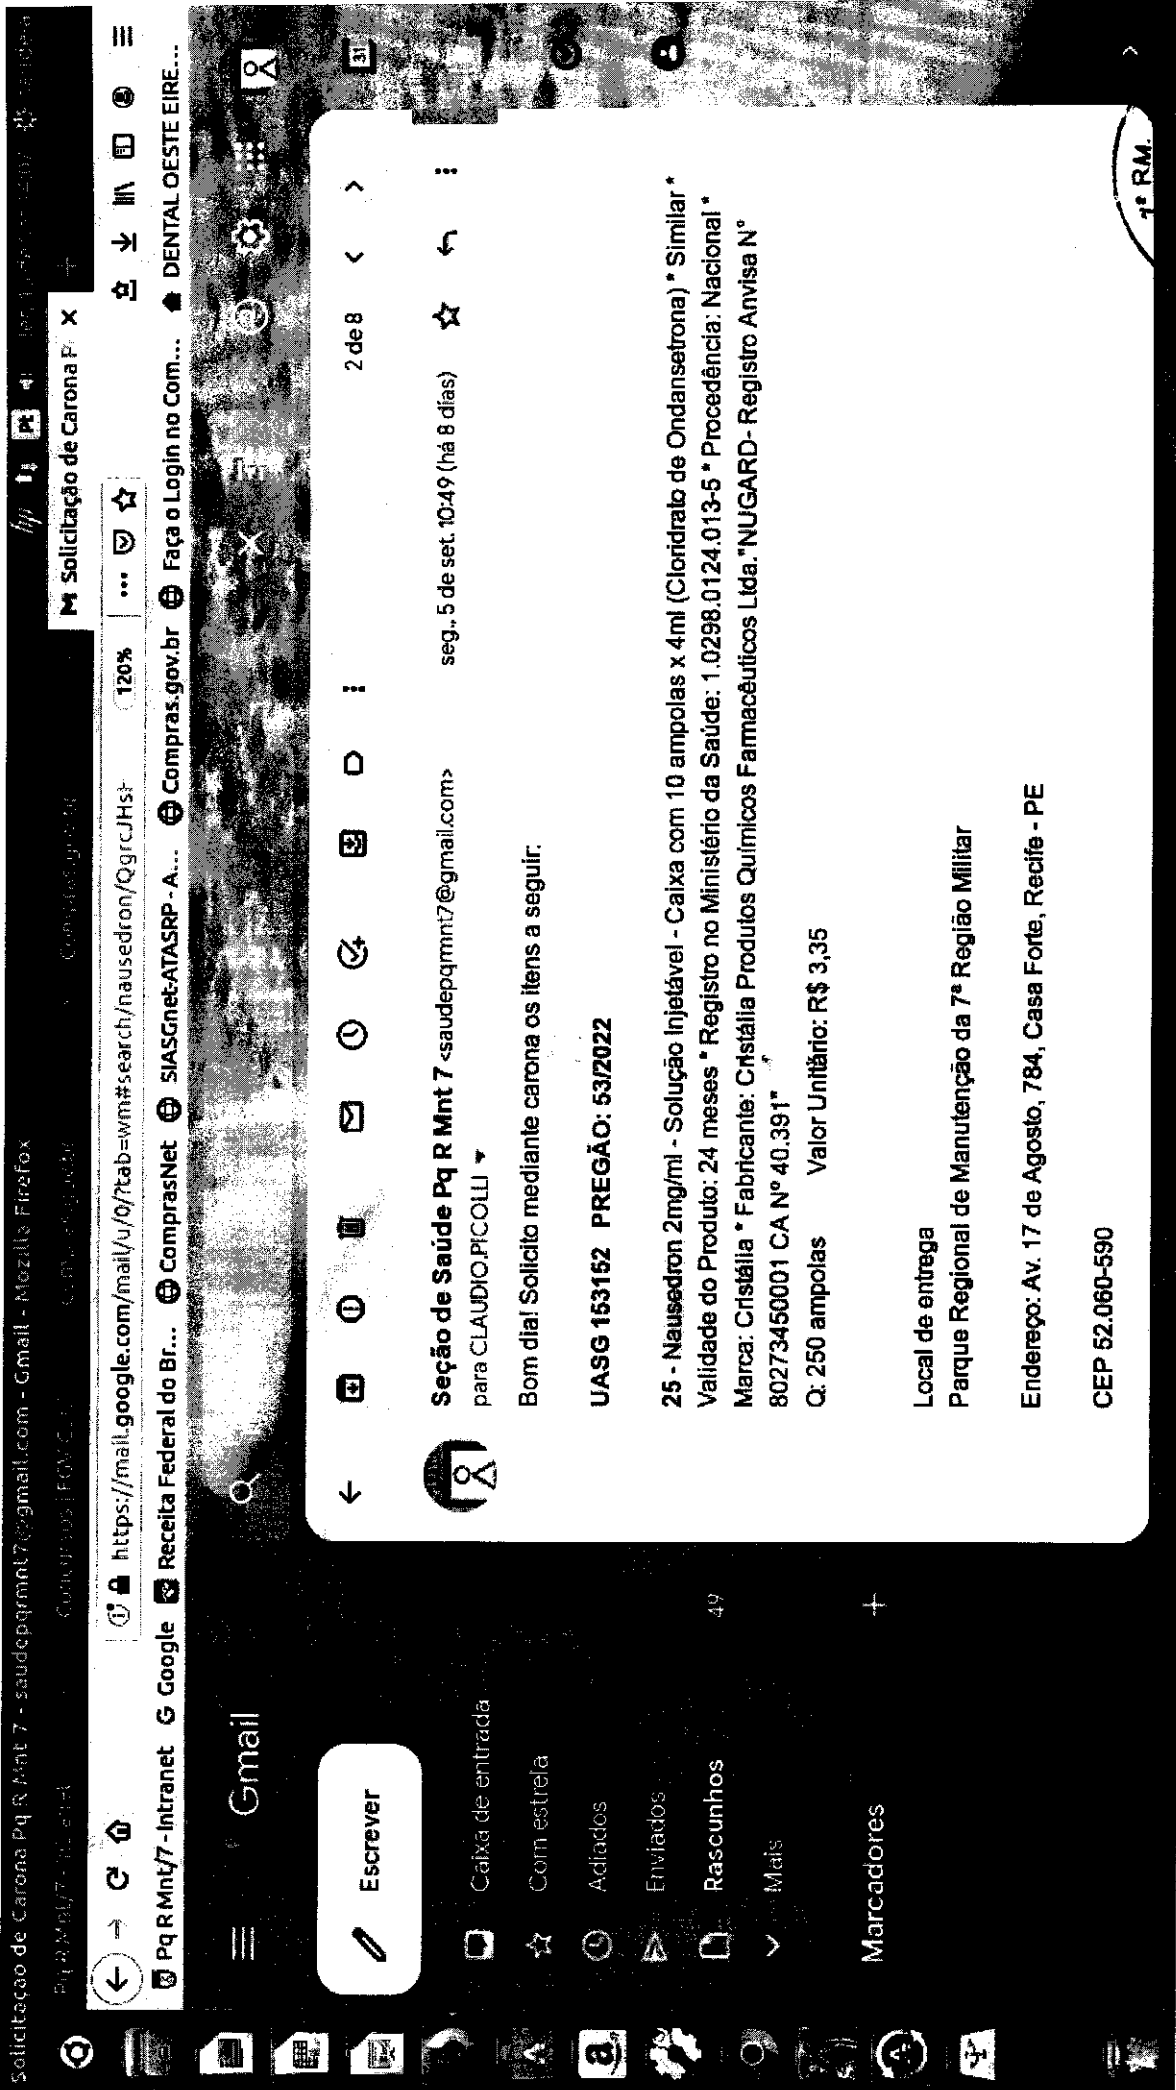 Solicitação de Carona Pq R Mnt 7 - saudepqrmnt7@gmail.com - Gmail - Mozilla Firefox
hp
Pt
M Solicitação de Carona P
https://mail.google.com/mail/u/0/?tab=wm#search/nausedron/QgrcJHsH
120%
Pq R Mnt/7 - Intranet
G Google
Receita Federal do Br...
ComprasNet
SIASGnet-ATASRP - A...
Compras.gov.br
Faça o Login no Com...
DENTAL OESTE EIRE...
Gmail
Escrever
Caixa de entrada
Com estrela
Adiados
Enviados
Rascunhos 49
Mais
Marcadores
2 de 8
31
Seção de Saúde Pq R Mnt 7 <saudepqrmnt7@gmail.com>
seg., 5 de set. 10:49 (há 8 dias)
para CLAUDIO.PICOLLI
Bom dia! Solicito mediante carona os itens a seguir:
UASG 153152 PREGÃO: 53/2022
25 - Nausedron 2mg/ml - Solução Injetável - Caixa com 10 ampolas x 4ml (Cloridrato de Ondansetrona) * Similar *
Validade do Produto: 24 meses * Registro no Ministério da Saúde: 1.0298.0124.013-5 * Procedência: Nacional *
Marca: Cristália * Fabricante: Cristália Produtos Químicos Farmacêuticos Ltda."NUGARD- Registro Anvisa N°
80273450001 CA Nº 40.391"
Q: 250 ampolas Valor Unitário: R$ 3,35
Local de entrega
Parque Regional de Manutenção da 7ª Região Militar
Endereço: Av. 17 de Agosto, 784, Casa Forte, Recife - PE
CEP 52.060-590
7ª RM.